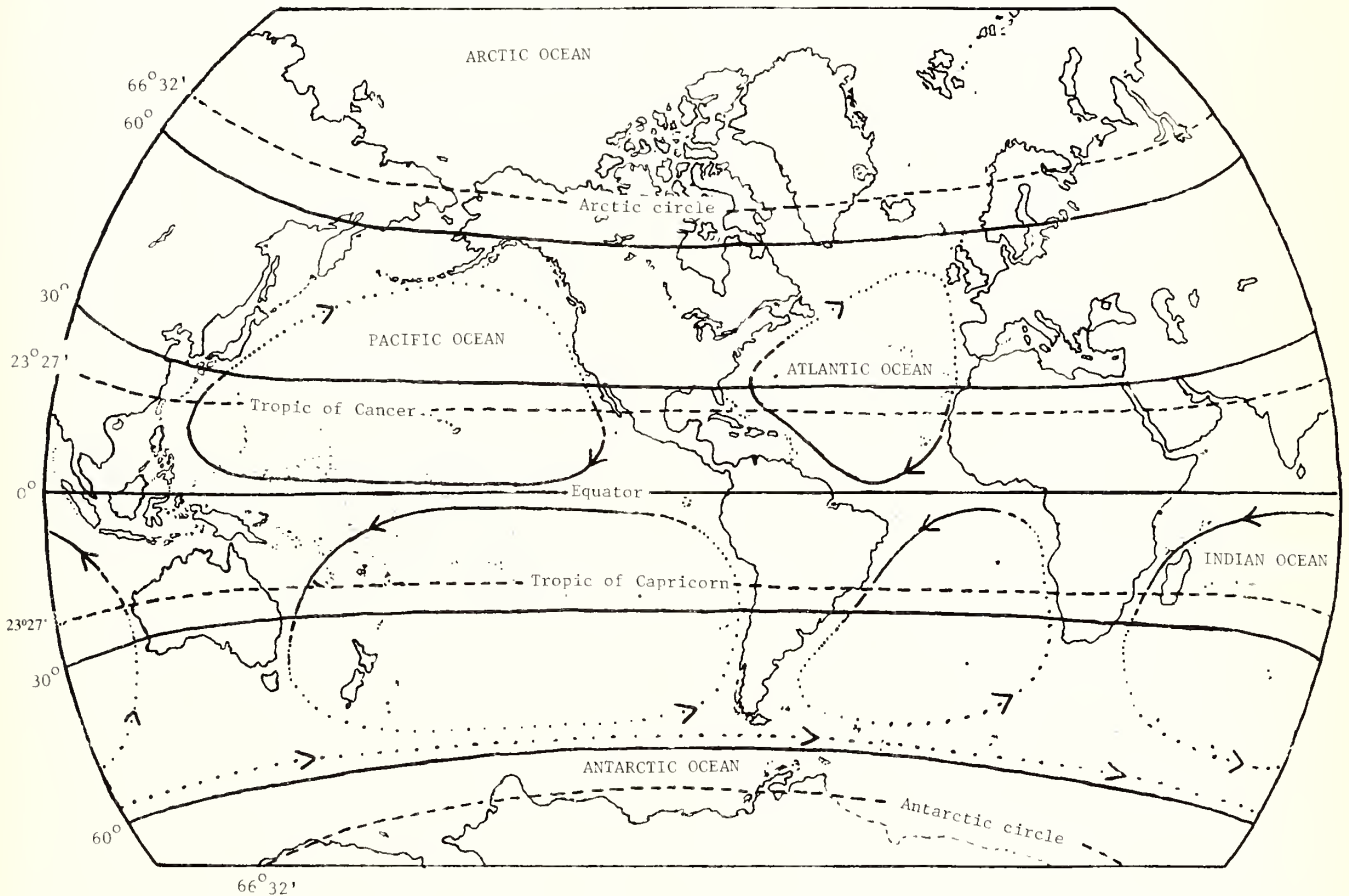 ARCTIC OCEAN
66°32'
60°
Arctic circle
30°
PACIFIC OCEAN
23°27'
ATLANTIC OCEAN
Tropic of Cancer
0°
Equator
INDIAN OCEAN
Tropic of Capricorn
23°27'
30°
ANTARCTIC OCEAN
Antarctic circle
60°
66°32'